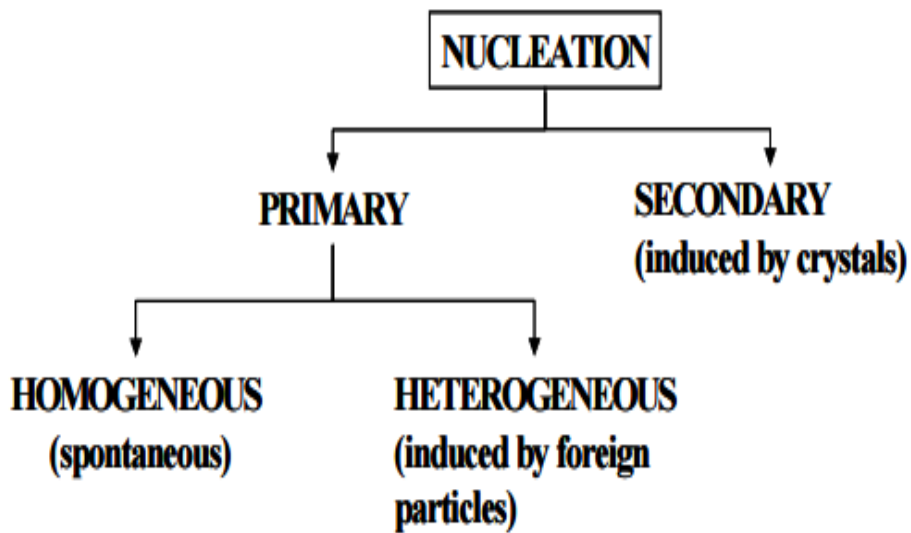 NUCLEATION
PRIMARY
SECONDARY
(induced by crystals)
HOMOGENEOUS
(spontaneous)
HETEROGENEOUS
(induced by foreign
particles)